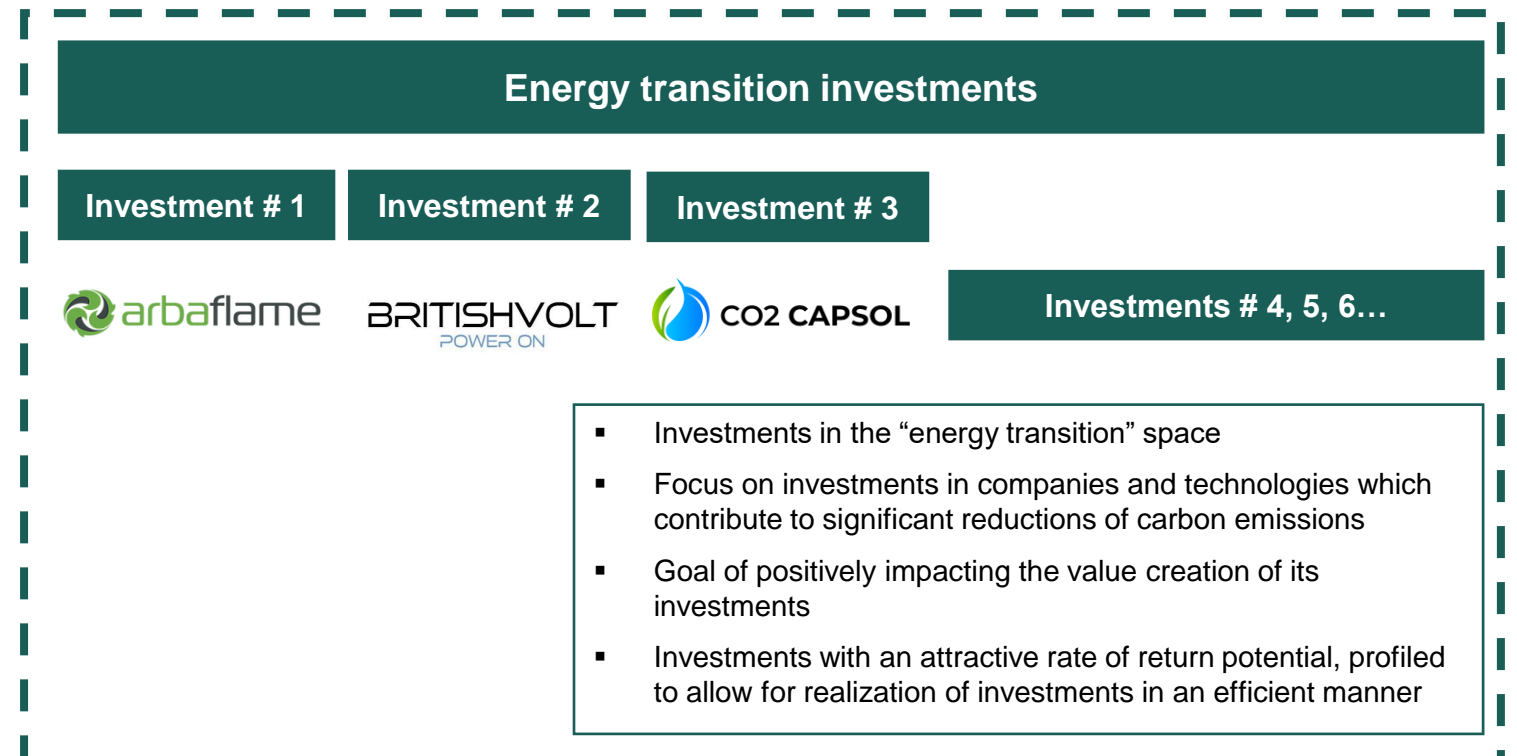 Energy transition investments
Investment # 1
Investment # 2
Investment # 3
arbaflame
BRITISHVOLT
POWER ON
CO2 CAPSOL
Investments # 4, 5, 6…
▪ Investments in the “energy transition” space
▪ Focus on investments in companies and technologies which
contribute to significant reductions of carbon emissions
▪ Goal of positively impacting the value creation of its
investments
▪ Investments with an attractive rate of return potential, profiled
to allow for realization of investments in an efficient manner